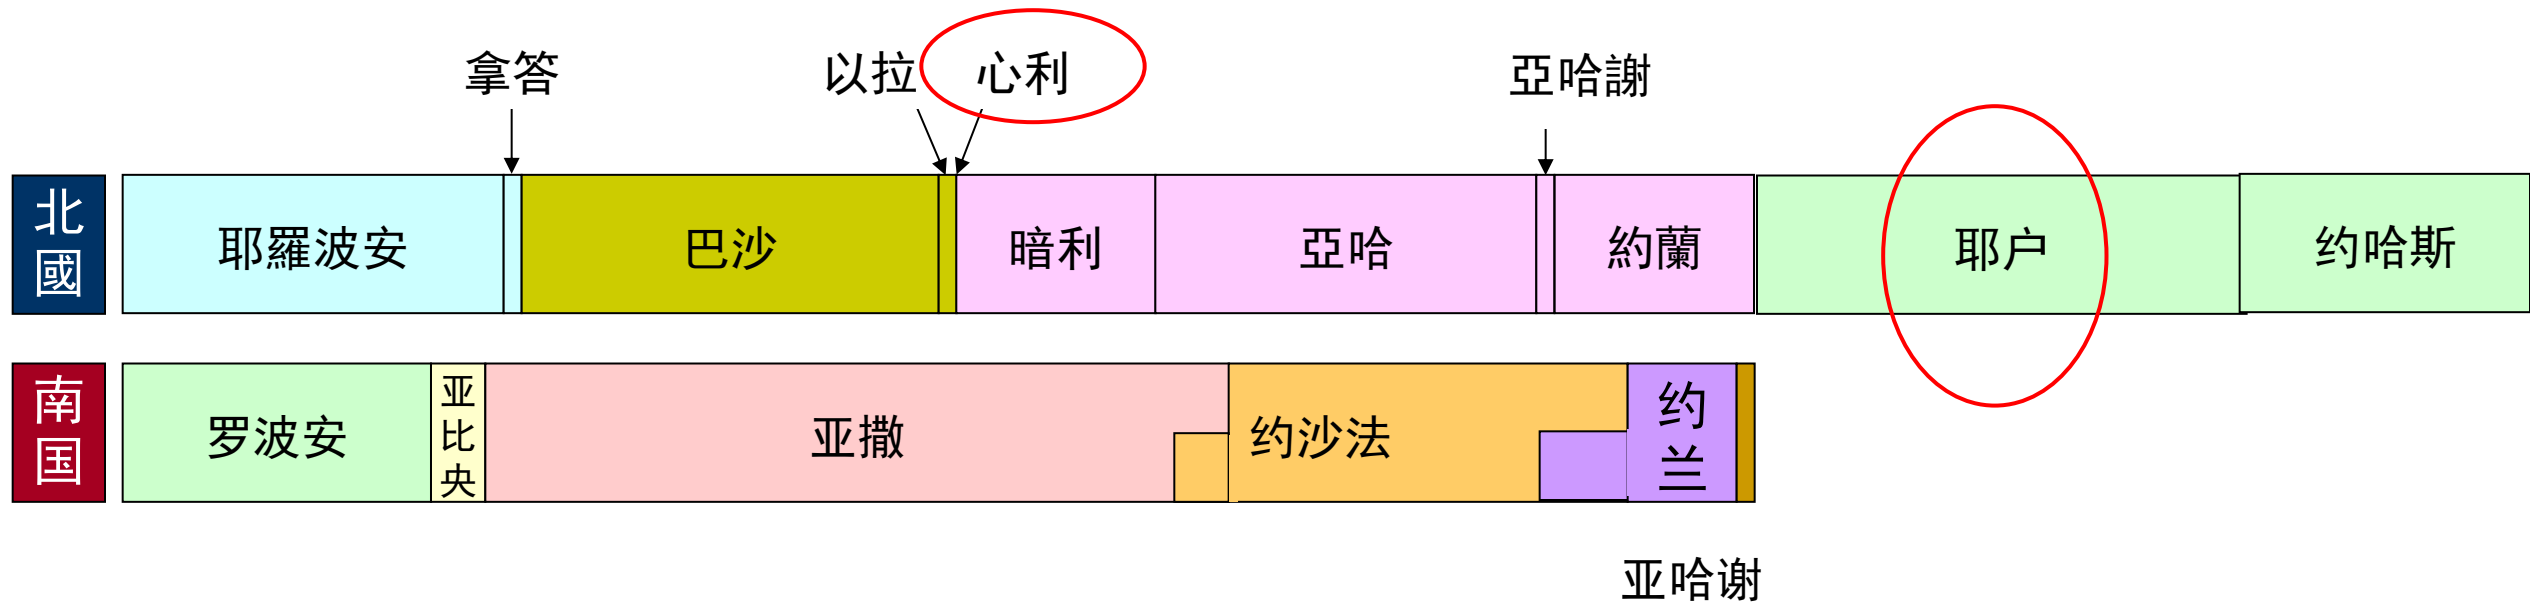 拿答
以拉
心利
亞哈謝
北
國
耶羅波安
巴沙
暗利
亞哈
約蘭
耶户
约哈斯
南
国
罗波安
亚
比
央
亚撒
约沙法
约
兰
亚哈谢